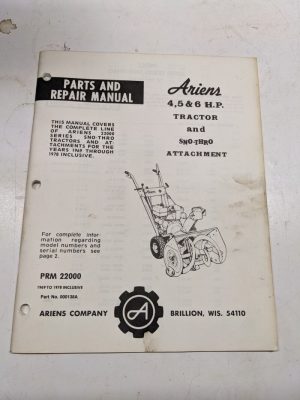 PARTS AND
REPAIR MANUAL
THIS MANUAL COVERS
THE COMPLETE LINE
OF ARIENS 22000
SERIES SNO-THRO
TRACTORS AND AT-
TACHMENTS FOR THE
YEARS 1969 THROUGH
1978 INCLUSIVE.
Ariens
4,5&6 H.P.
TRACTOR
and
SNO-THRO
ATTACHMENT
For complete infor-
mation regarding
model numbers and
serial numbers see
page 2.
PRM 22000
1969 TO 1978 INCLUSIVE
Part No. 000138A
ARIENS COMPANY
A
BRILLION, WIS. 54110